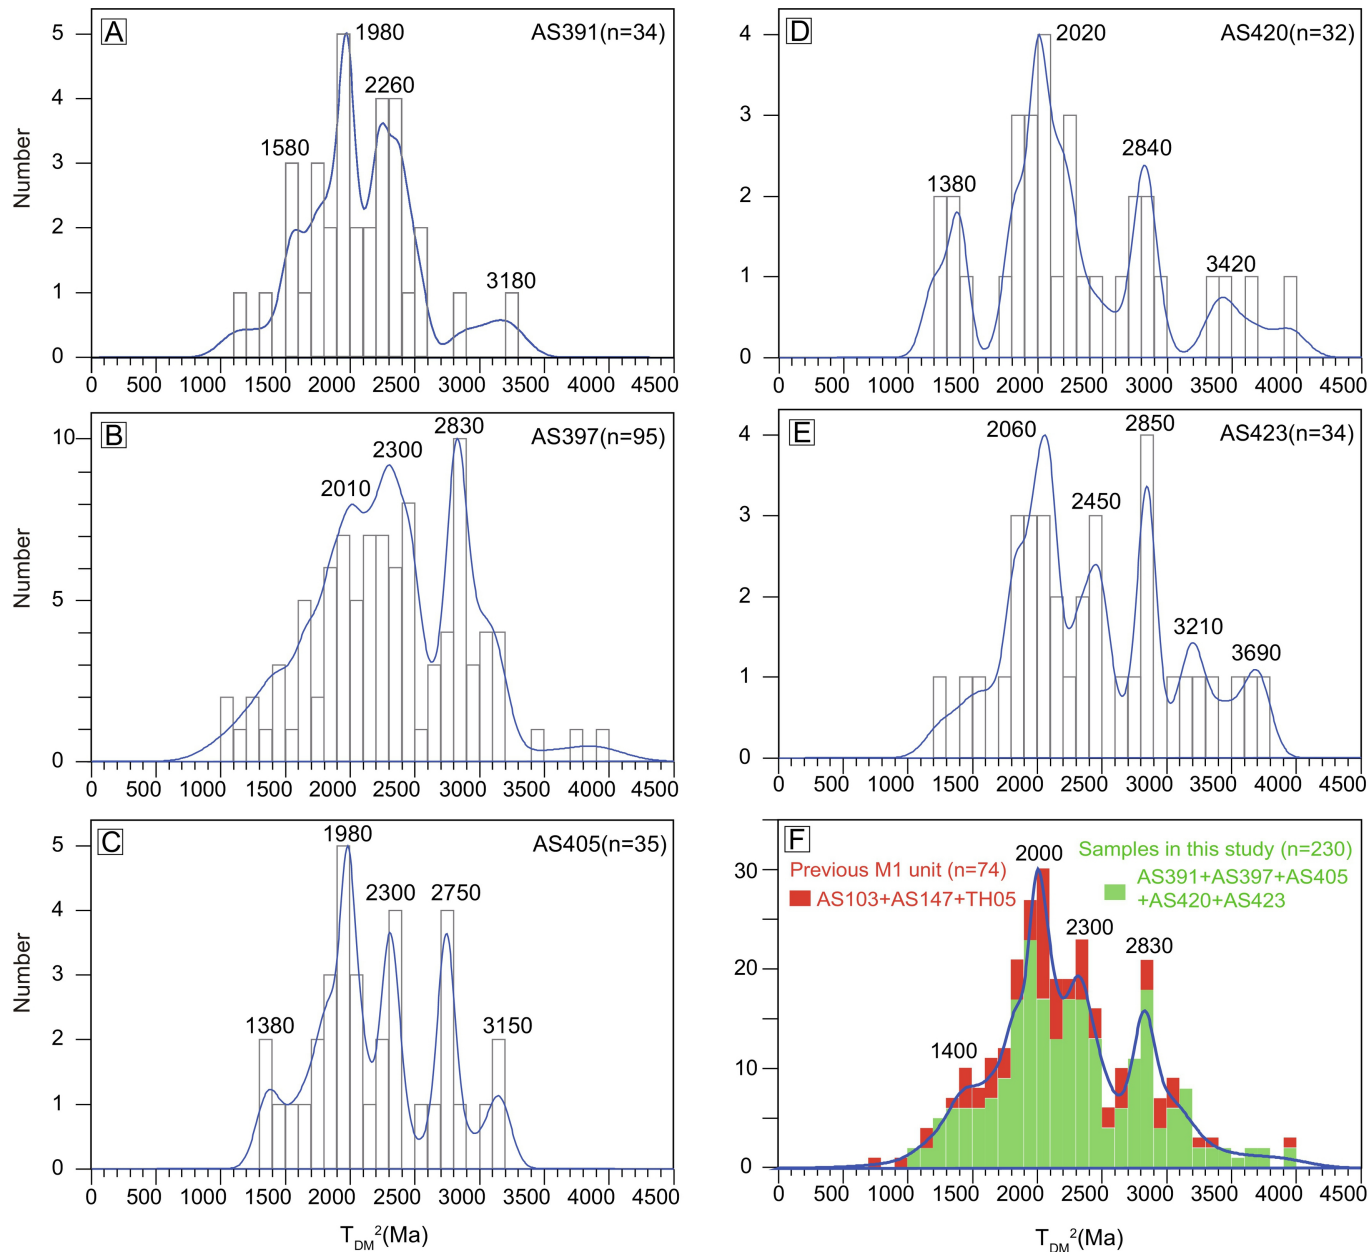 A
AS391(n=34)
1980
2260
1580
3180
5
4
3
2
1
0
Number
0 500 1000 1500 2000 2500 3000 3500 4000 4500
D
AS420(n=32)
2020
2840
1380
3420
4
3
2
1
0
0 500 1000 1500 2000 2500 3000 3500 4000 4500
B
AS397(n=95)
2830
2300
2010
10
5
0
Number
0 500 1000 1500 2000 2500 3000 3500 4000 4500
E
AS423(n=34)
2060
2850
2450
3210
3690
4
3
2
1
0
0 500 1000 1500 2000 2500 3000 3500 4000 4500
C
AS405(n=35)
1980
2300
2750
1380
3150
5
4
3
2
1
0
Number
0 500 1000 1500 2000 2500 3000 3500 4000 4500
T_DM²(Ma)
F
Previous M1 unit (n=74)
AS103+AS147+TH05
Samples in this study (n=230)
AS391+AS397+AS405
+AS420+AS423
2000
2300
2830
1400
30
20
10
0
0 500 1000 1500 2000 2500 3000 3500 4000 4500
T_DM²(Ma)